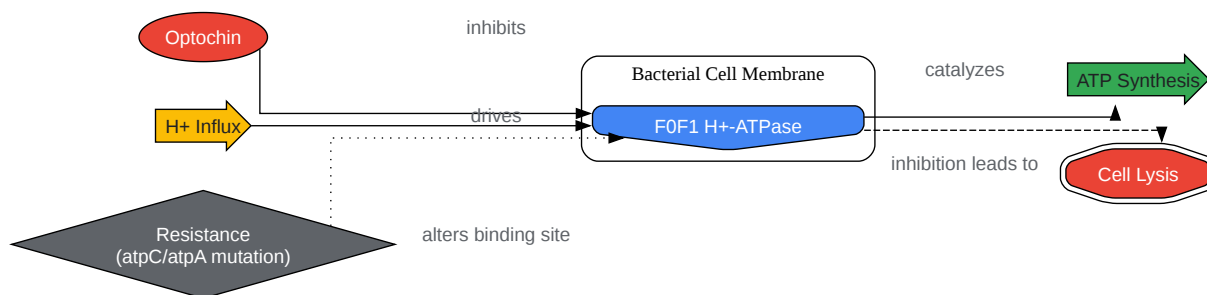 inhibits
Optochin
Bacterial Cell Membrane
catalyzes
ATP Synthesis
H+ Influx
drives
F0F1 H+-ATPase
inhibition leads to
Cell Lysis
Resistance
(atpC/atpA mutation)
alters binding site